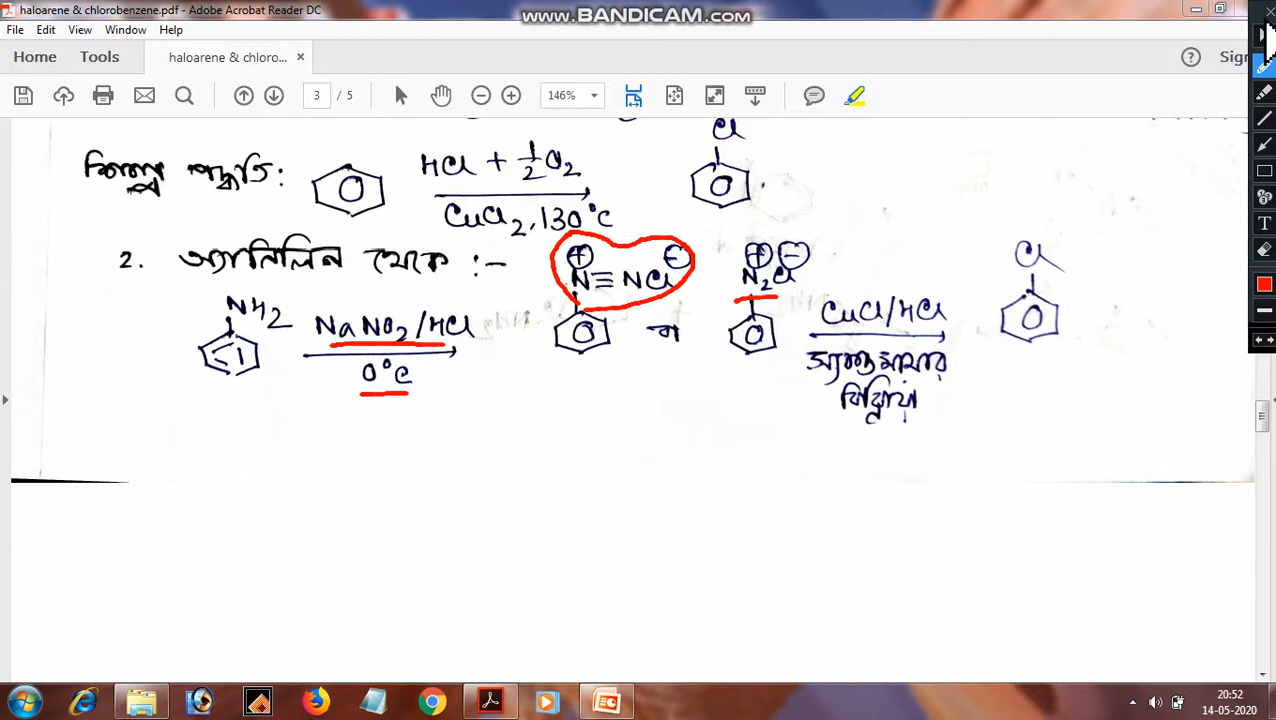 haloarene & chlorobenzene.pdf - Adobe Acrobat Reader DC
www.BANDICAM.com
File Edit View Window Help
Home Tools haloarene & chloro... × ? Sign
3 / 5 46%
Cl
শিল্প পদ্ধতি: HCl + ½O₂
CuCl₂, 130°C
2. অ্যানিলিন থেকে :-
⊕ ⊖
N≡NCl
⊕ ⊖
N₂Cl
Cl
NH2
NaNO₂/HCl
0°C
বা
CuCl/HCl
স্যান্ডমায়ার
বিক্রিয়া
20:52
14-05-2020